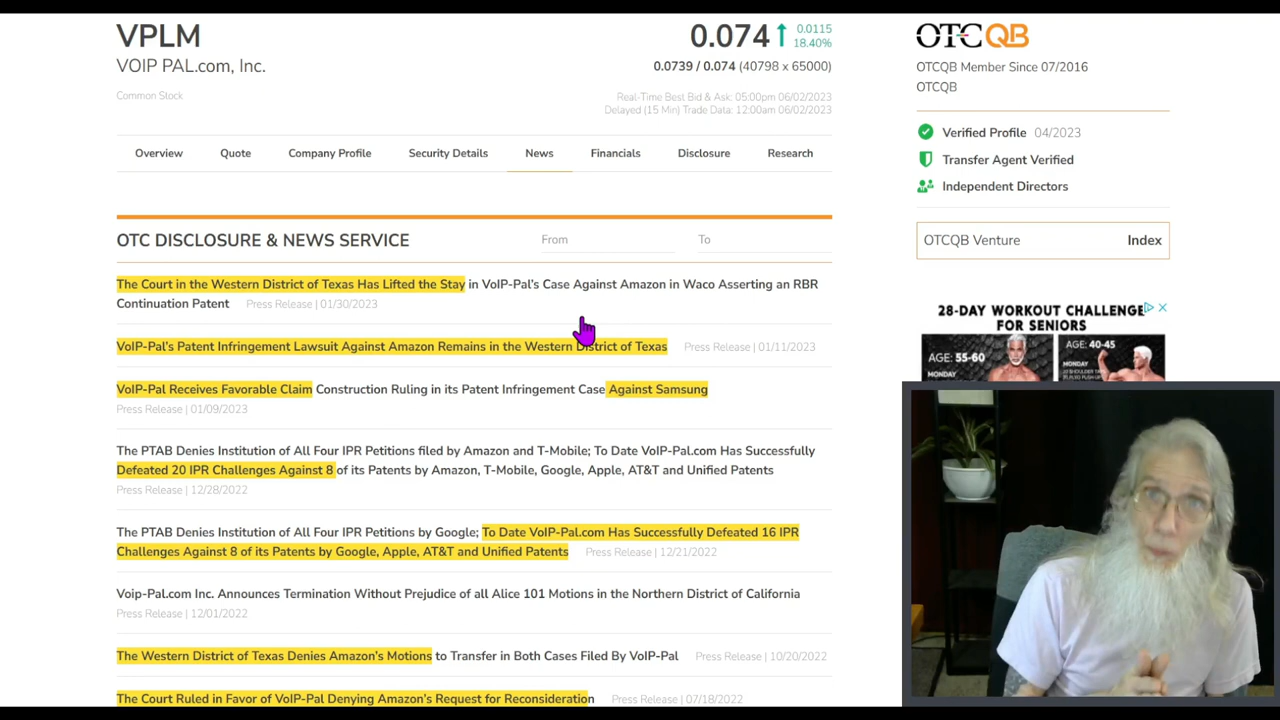 VPLM
VOIP PAL.com, Inc.
Common Stock
0.074
0.0115
18.40%
0.0739 / 0.074 (40798 x 65000)
Real-Time Best Bid & Ask: 05:00pm 06/02/2023
Delayed (15 Min) Trade Data: 12:00am 06/02/2023
Overview Quote Company Profile Security Details News Financials Disclosure Research
OTC DISCLOSURE & NEWS SERVICE From To
The Court in the Western District of Texas Has Lifted the Stay in VoIP-Pal's Case Against Amazon in Waco Asserting an RBR
Continuation Patent Press Release | 01/30/2023
VoIP-Pal's Patent Infringement Lawsuit Against Amazon Remains in the Western District of Texas Press Release | 01/11/2023
VoIP-Pal Receives Favorable Claim Construction Ruling in its Patent Infringement Case Against Samsung
Press Release | 01/09/2023
The PTAB Denies Institution of All Four IPR Petitions filed by Amazon and T-Mobile; To Date VoIP-Pal.com Has Successfully
Defeated 20 IPR Challenges Against 8 of its Patents by Amazon, T-Mobile, Google, Apple, AT&T and Unified Patents
Press Release | 12/28/2022
The PTAB Denies Institution of All Four IPR Petitions by Google; To Date VoIP-Pal.com Has Successfully Defeated 16 IPR
Challenges Against 8 of its Patents by Google, Apple, AT&T and Unified Patents Press Release | 12/21/2022
Voip-Pal.com Inc. Announces Termination Without Prejudice of all Alice 101 Motions in the Northern District of California
Press Release | 12/01/2022
The Western District of Texas Denies Amazon's Motions to Transfer in Both Cases Filed By VoIP-Pal Press Release | 10/20/2022
The Court Ruled in Favor of VoIP-Pal Denying Amazon's Request for Reconsideration Press Release | 07/18/2022
OTCQB
OTCQB Member Since 07/2016
OTCQB
Verified Profile 04/2023
Transfer Agent Verified
Independent Directors
OTCQB Venture Index
28-DAY WORKOUT CHALLENGE
FOR SENIORS
AGE: 55-60
MONDAY
AGE: 40-45
MONDAY